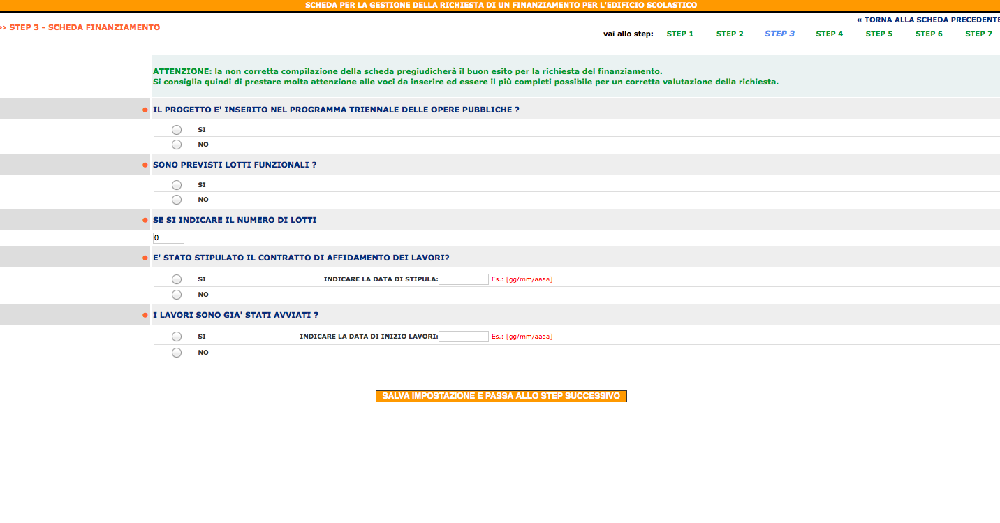 SCHEDA PER LA GESTIONE DELLA RICHIESTA DI UN FINANZIAMENTO PER L'EDIFICIO SCOLASTICO
« TORNA ALLA SCHEDA PRECEDENTE
›› STEP 3 - SCHEDA FINANZIAMENTO
vai allo step: STEP 1 STEP 2 STEP 3 STEP 4 STEP 5 STEP 6 STEP 7
ATTENZIONE: la non corretta compilazione della scheda pregiudicherà il buon esito per la richiesta del finanziamento.
Si consiglia quindi di prestare molta attenzione alle voci da inserire ed essere il più completi possibile per un corretta valutazione della richiesta.
IL PROGETTO E' INSERITO NEL PROGRAMMA TRIENNALE DELLE OPERE PUBBLICHE ?
SI
NO
SONO PREVISTI LOTTI FUNZIONALI ?
SI
NO
SE SI INDICARE IL NUMERO DI LOTTI
0
E' STATO STIPULATO IL CONTRATTO DI AFFIDAMENTO DEI LAVORI?
SI INDICARE LA DATA DI STIPULA: Es.: [gg/mm/aaaa]
NO
I LAVORI SONO GIA' STATI AVVIATI ?
SI INDICARE LA DATA DI INIZIO LAVORI: Es.: [gg/mm/aaaa]
NO
SALVA IMPOSTAZIONE E PASSA ALLO STEP SUCCESSIVO